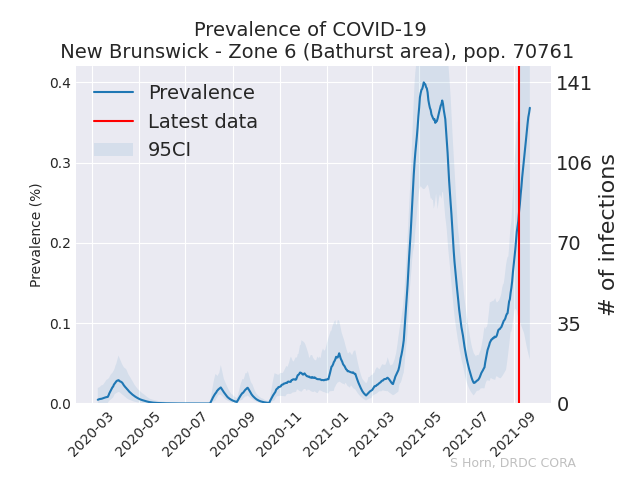 Prevalence of COVID-19
New Brunswick - Zone 6 (Bathurst area), pop. 70761
Prevalence
Latest data
95CI
Prevalence (%)
0.4
0.3
0.2
0.1
0.0
141
106
70
35
0
# of infections
2020-03
2020-05
2020-07
2020-09
2020-11
2021-01
2021-03
2021-05
2021-07
2021-09
S Horn, DRDC CORA